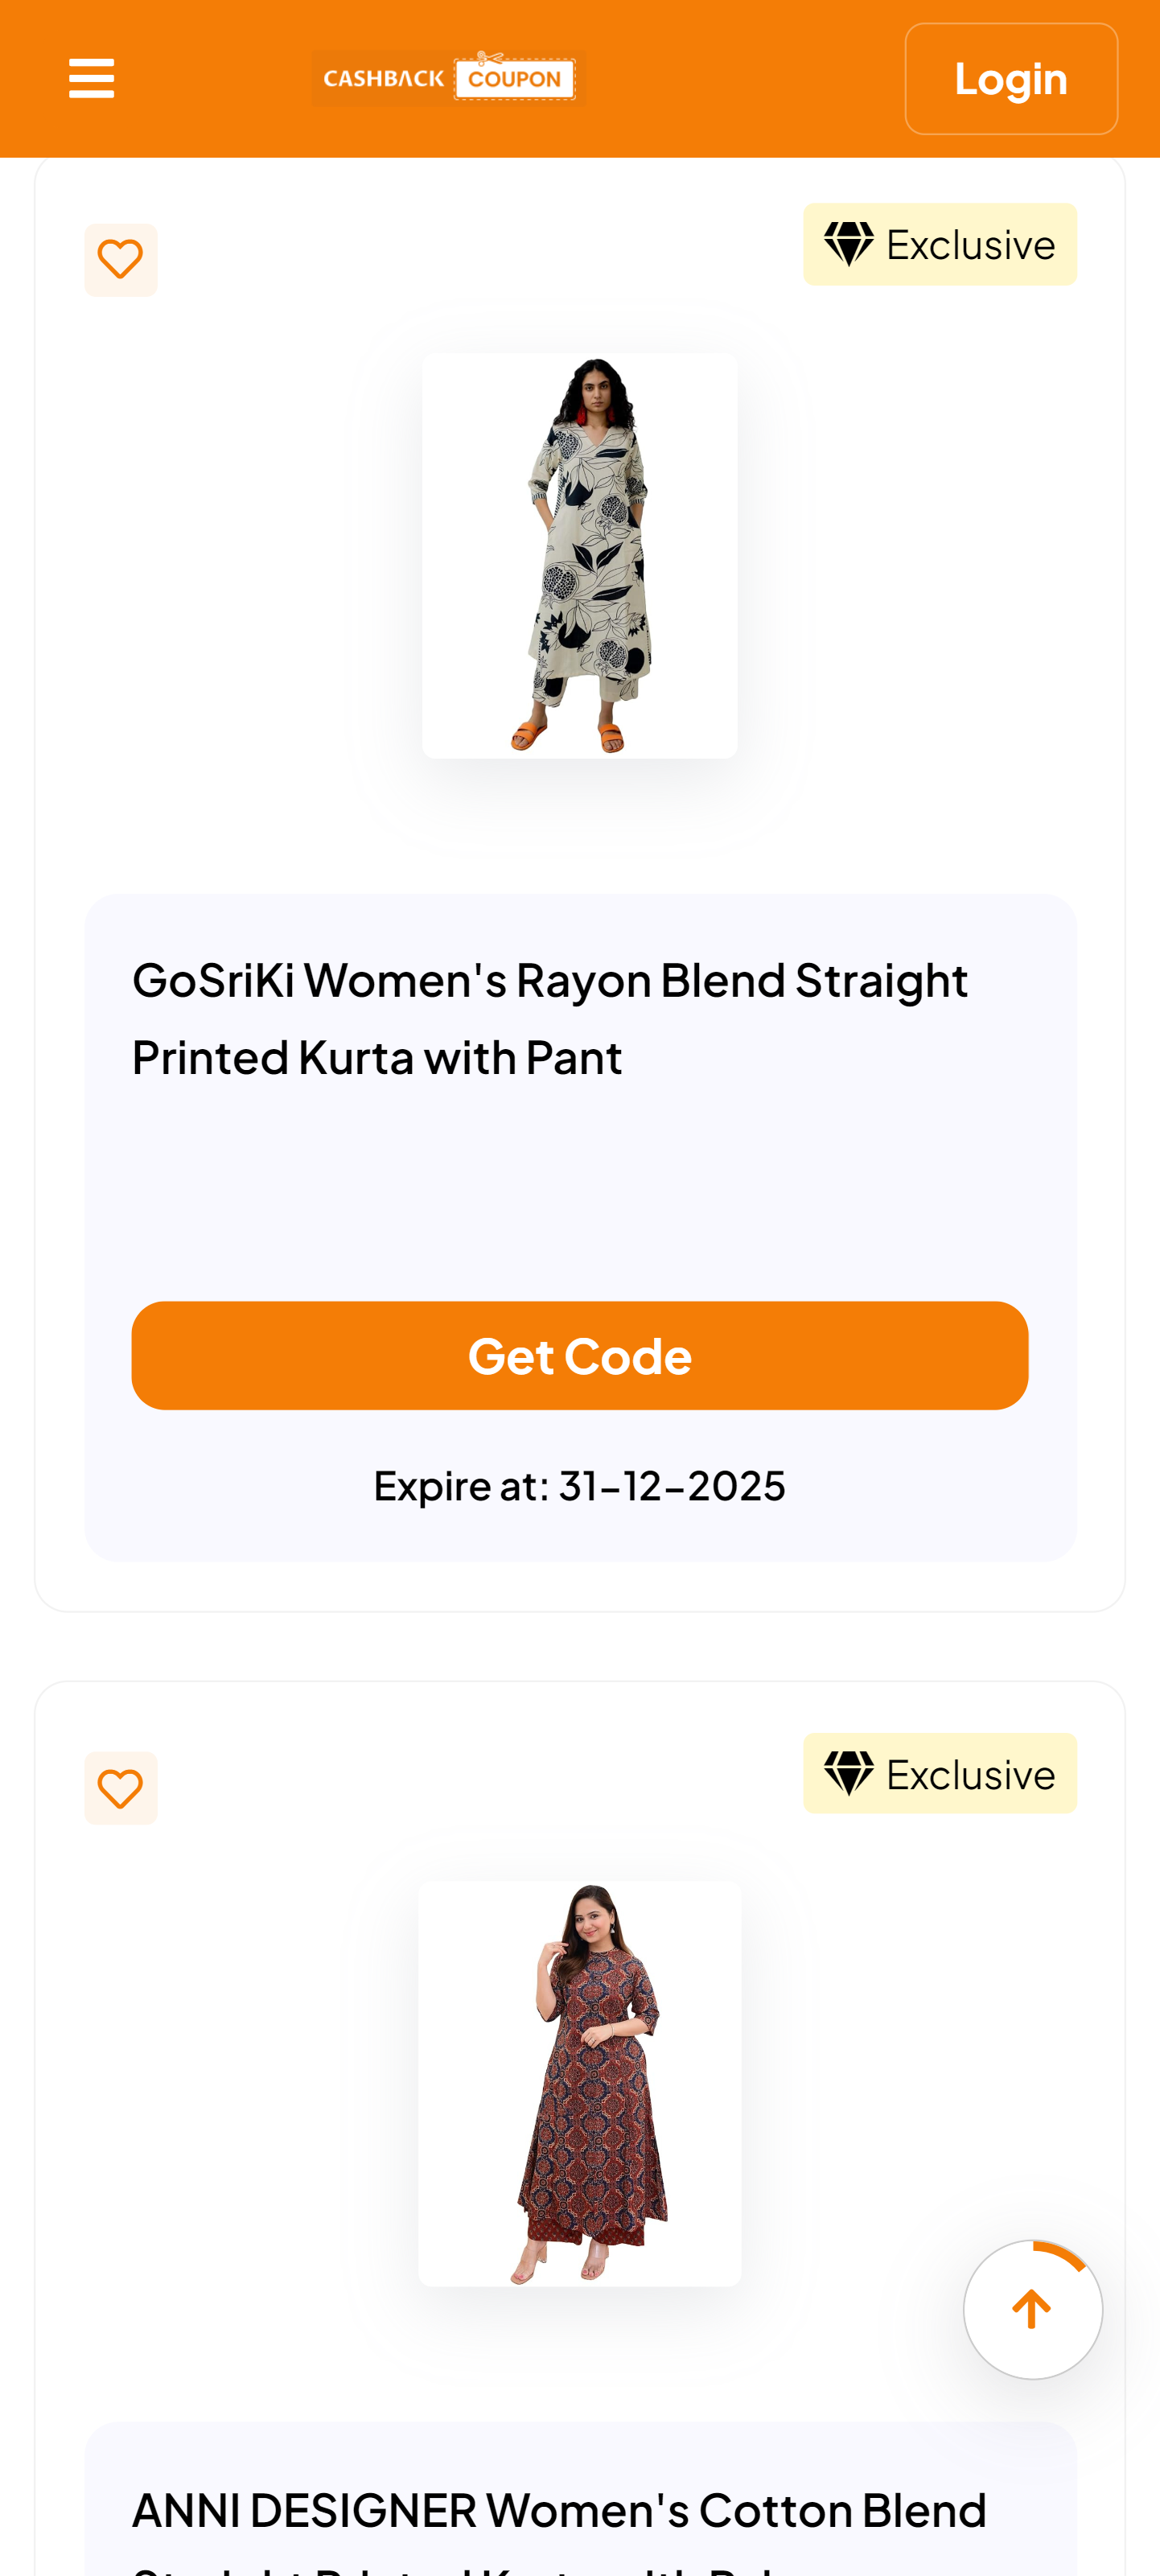 CASHBACK COUPON
Login
Exclusive
GoSriKi Women's Rayon Blend Straight
Printed Kurta with Pant
Get Code
Expire at: 31-12-2025
Exclusive
ANNI DESIGNER Women's Cotton Blend